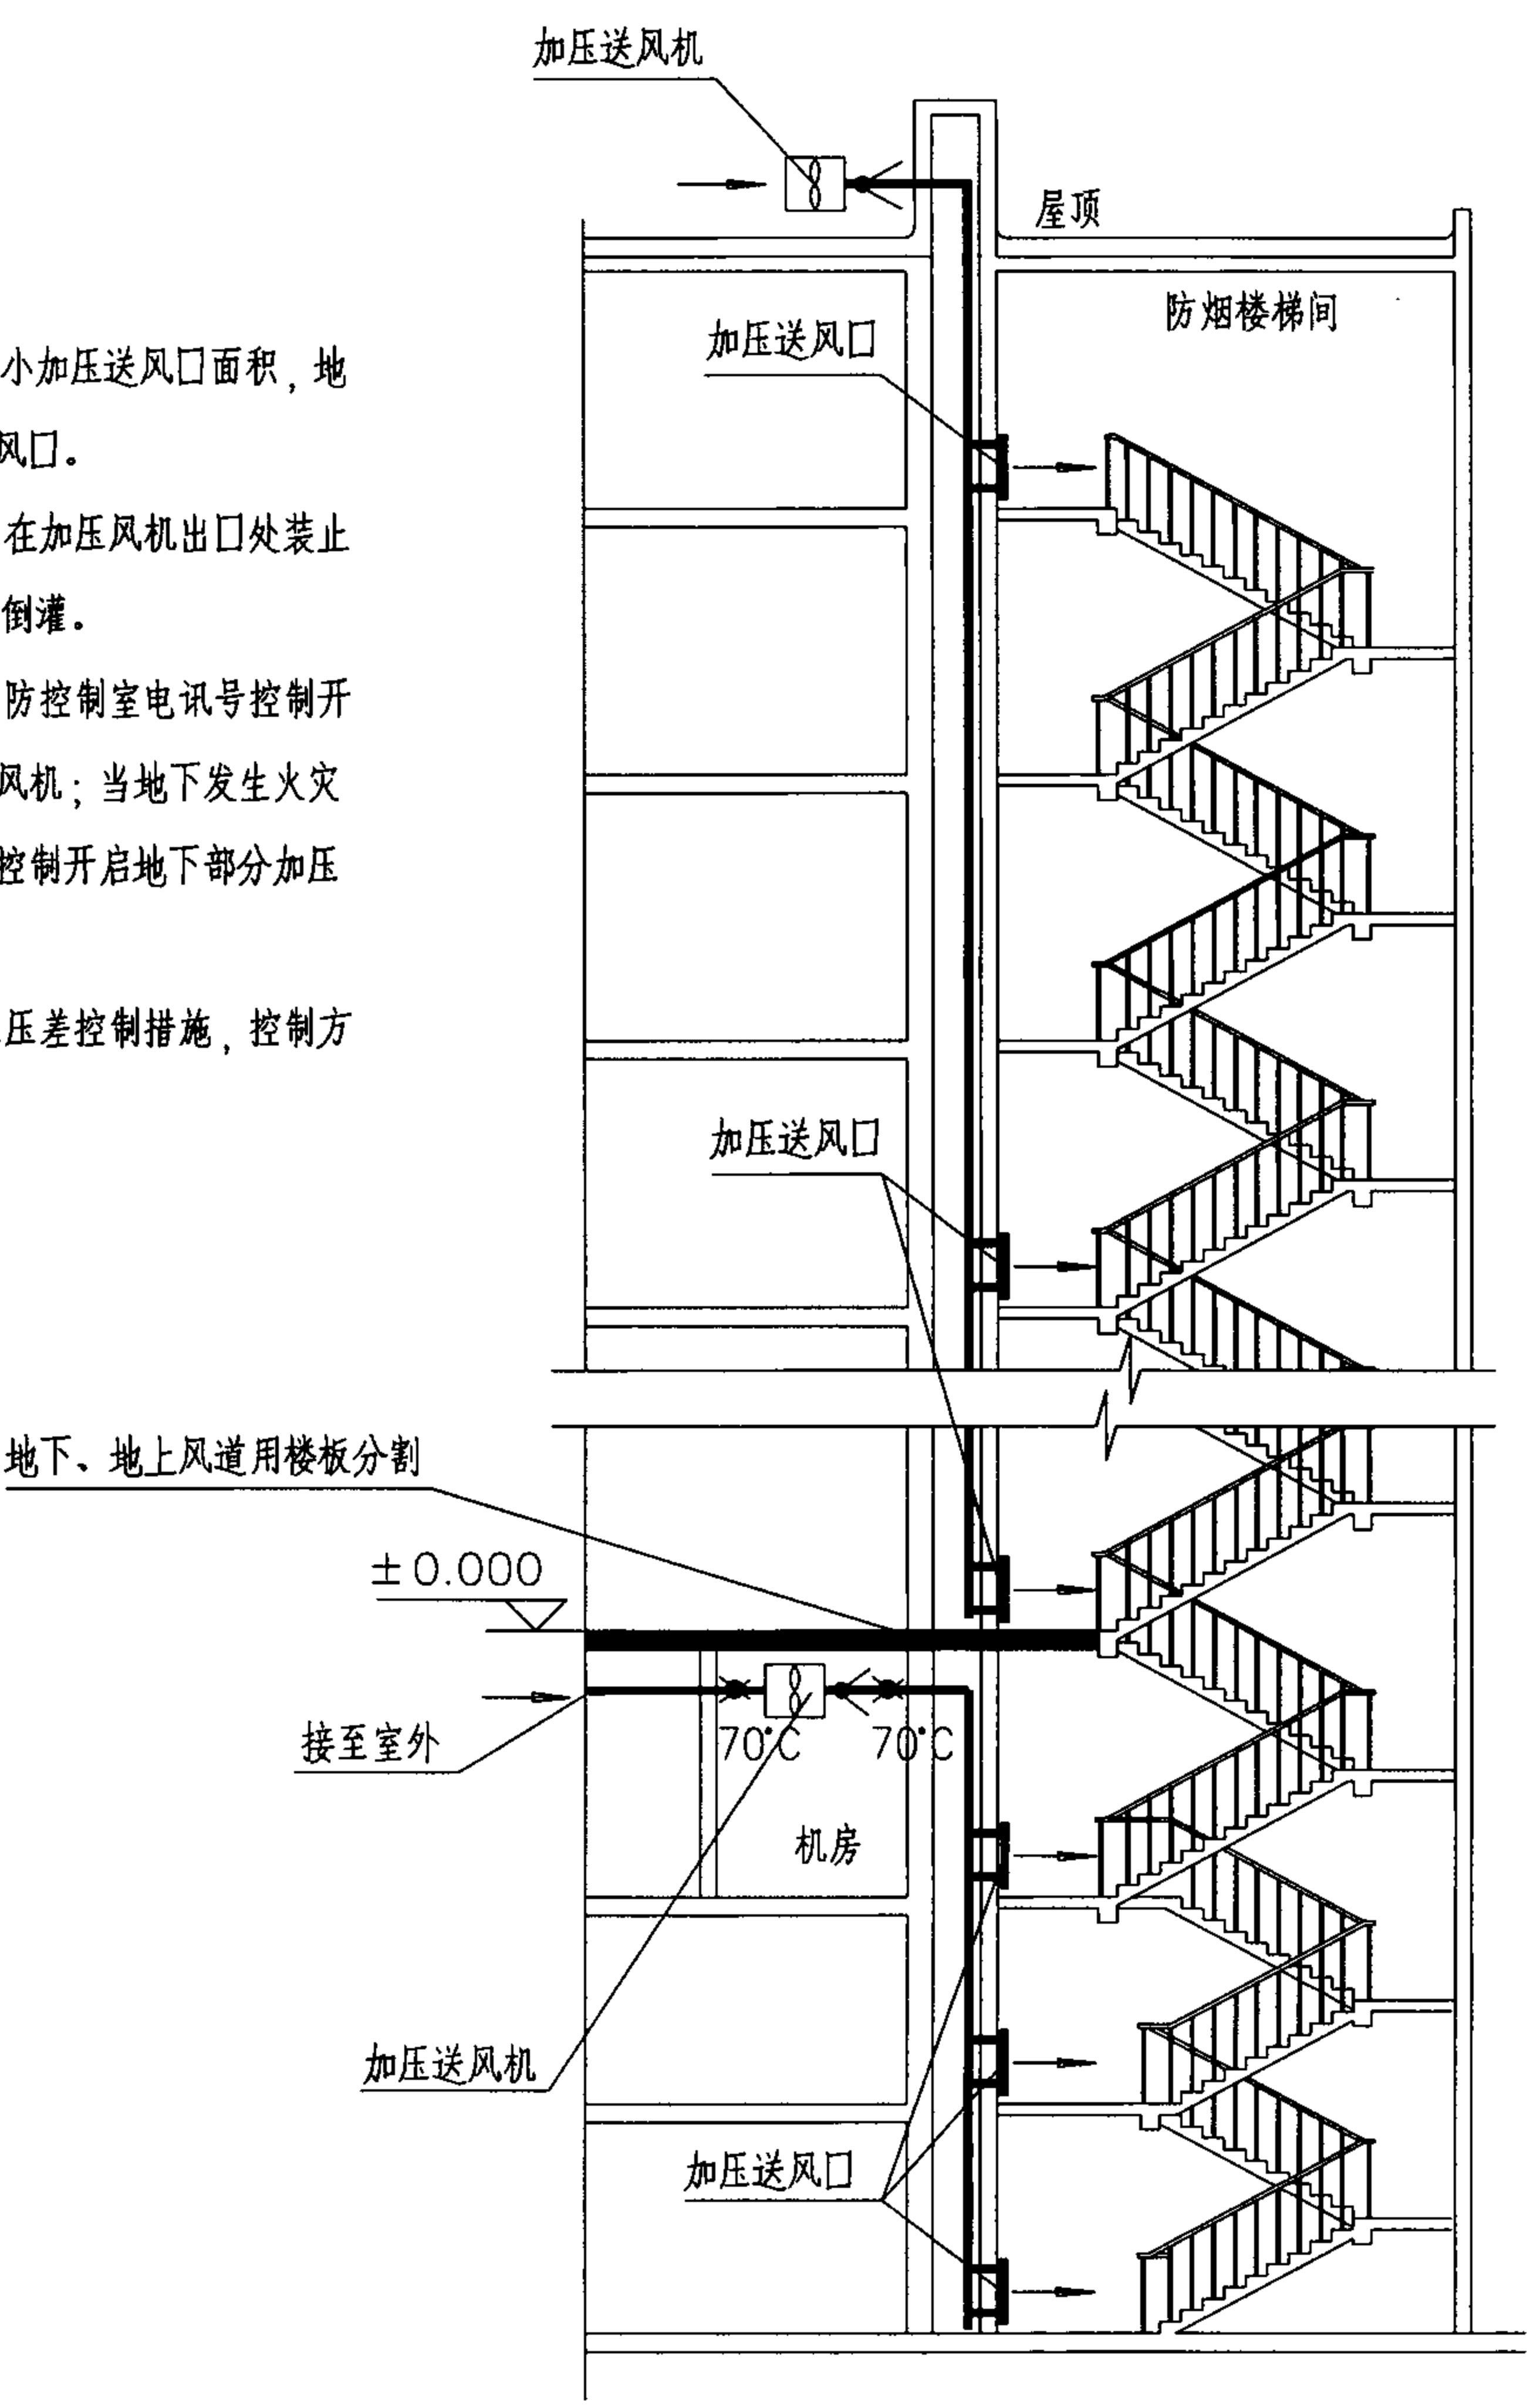 加压送风机
屋顶
防烟楼梯间
加压送风口
小加压送风口面积，地
风口。
在加压风机出口处装止
倒灌。
防控制室电讯号控制开
风机；当地下发生火灾
控制开启地下部分加压
压差控制措施，控制方
加压送风口
地下、地上风道用楼板分割
±0.000
接至室外
70°C
70°C
机房
加压送风机
加压送风口